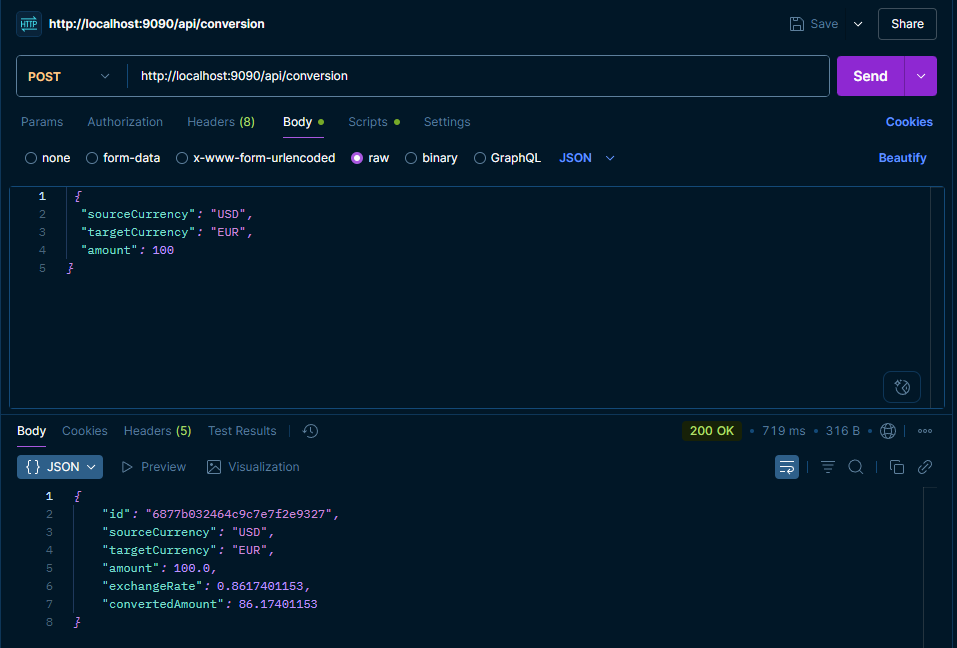 HTTP http://localhost:9090/api/conversion Save Share
POST http://localhost:9090/api/conversion Send
Params Authorization Headers (8) Body Scripts Settings Cookies
none form-data x-www-form-urlencoded raw binary GraphQL JSON Beautify
1 {
2 "sourceCurrency": "USD",
3 "targetCurrency": "EUR",
4 "amount": 100
5 }
Body Cookies Headers (5) Test Results 200 OK 719 ms 316 B
{} JSON Preview Visualization
1 {
2 "id": "6877b032464c9c7e7f2e9327",
3 "sourceCurrency": "USD",
4 "targetCurrency": "EUR",
5 "amount": 100.0,
6 "exchangeRate": 0.8617401153,
7 "convertedAmount": 86.17401153
8 }